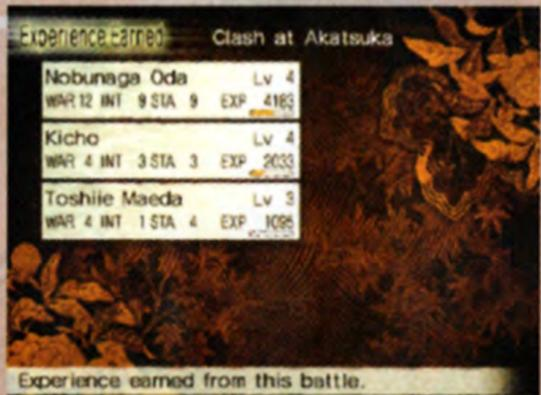 Experience Earned
Clash at Akatsuka
Nobunaga Oda Lv 4
WAR 12 INT 9 STA 9 EXP 4183
Kicho Lv 4
WAR 4 INT 3 STA 3 EXP 2033
Toshiie Maeda Lv 3
WAR 4 INT 1 STA 4 EXP 1095
Experience earned from this battle.